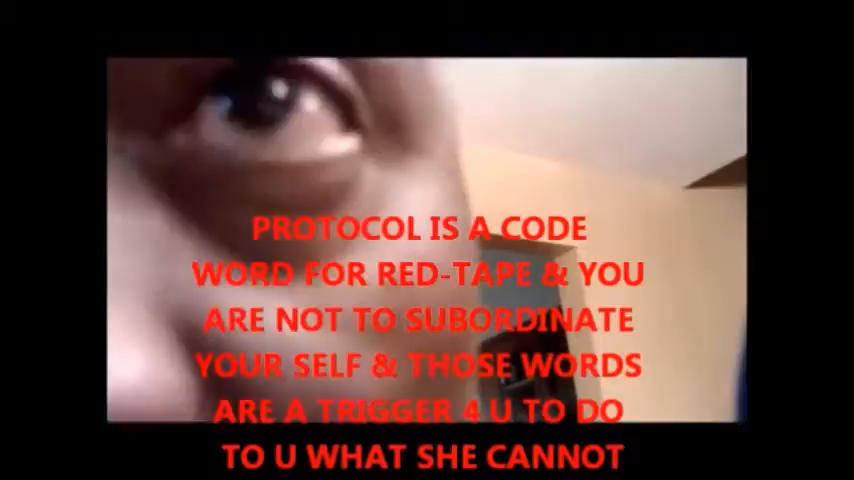 PROTOCOL IS A CODE
WORD FOR RED-TAPE & YOU
ARE NOT TO SUBORDINATE
YOUR SELF & THOSE WORDS
ARE A TRIGGER 4 U TO DO
TO U WHAT SHE CANNOT